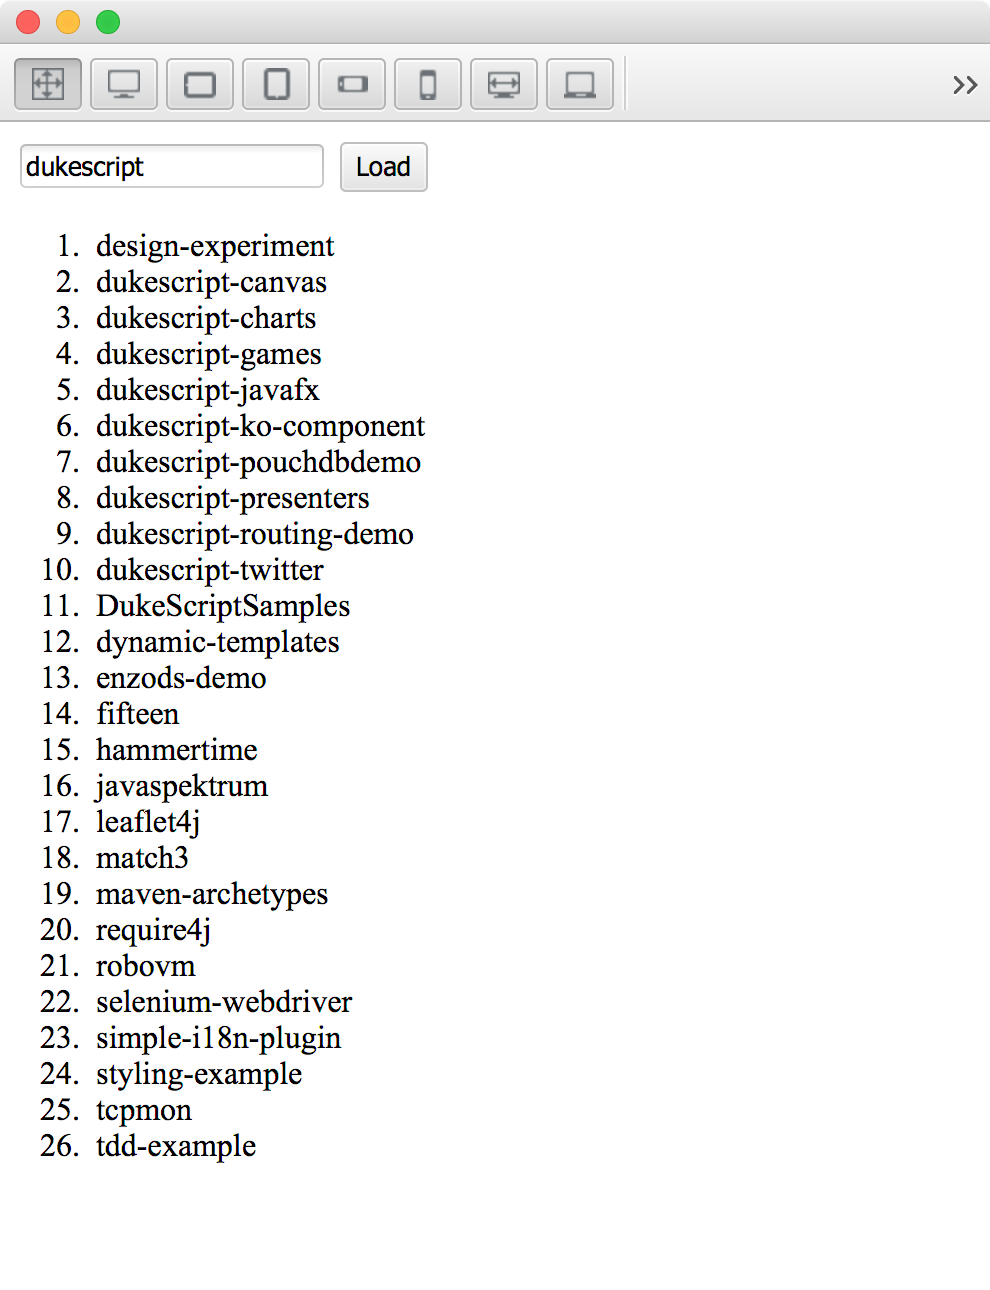 dukescript Load
1. design-experiment
2. dukescript-canvas
3. dukescript-charts
4. dukescript-games
5. dukescript-javafx
6. dukescript-ko-component
7. dukescript-pouchdbdemo
8. dukescript-presenters
9. dukescript-routing-demo
10. dukescript-twitter
11. DukeScriptSamples
12. dynamic-templates
13. enzods-demo
14. fifteen
15. hammertime
16. javaspektrum
17. leaflet4j
18. match3
19. maven-archetypes
20. require4j
21. robovm
22. selenium-webdriver
23. simple-i18n-plugin
24. styling-example
25. tcpmon
26. tdd-example